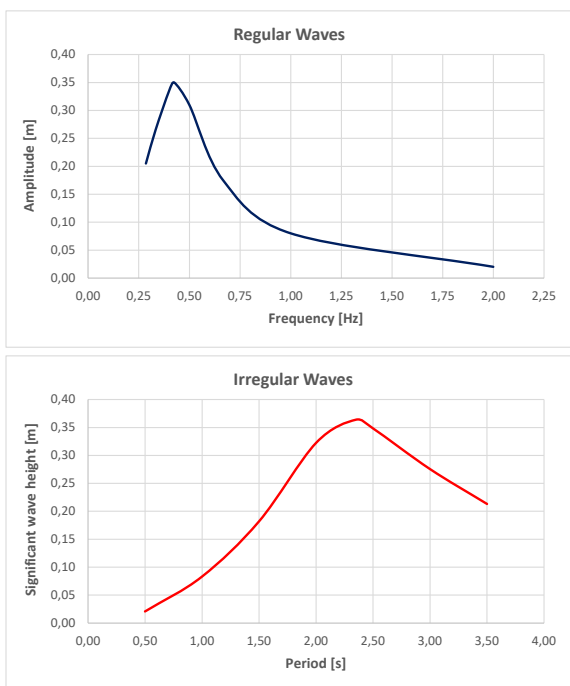 Regular Waves
0,40
0,35
0,30
0,25
0,20
0,15
0,10
0,05
0,00
Amplitude [m]
0,00 0,25 0,50 0,75 1,00 1,25 1,50 1,75 2,00 2,25
Frequency [Hz]
Irregular Waves
0,40
0,35
0,30
0,25
0,20
0,15
0,10
0,05
0,00
Significant wave height [m]
0,00 0,50 1,00 1,50 2,00 2,50 3,00 3,50 4,00
Period [s]